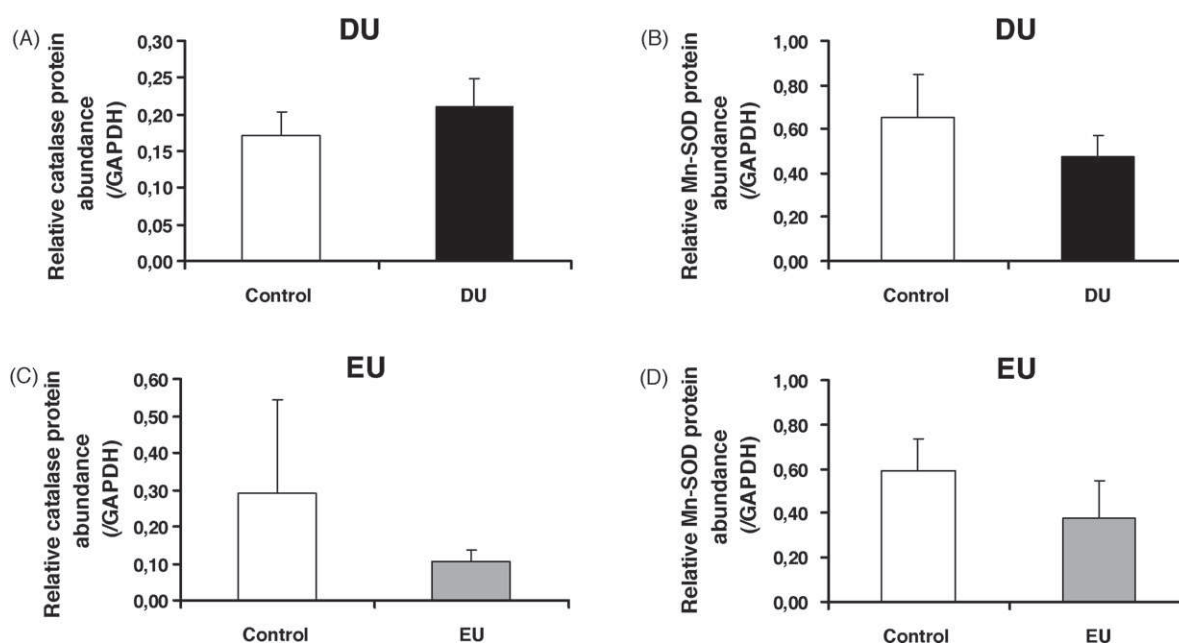 (A)
DU
Relative catalase protein
abundance
(/GAPDH)
0,30
0,25
0,20
0,15
0,10
0,05
0,00
Control
DU
(B)
DU
Relative Mn-SOD protein
abundance
(/GAPDH)
1,00
0,80
0,60
0,40
0,20
0,00
Control
DU
(C)
EU
Relative catalase protein
abundance
(/GAPDH)
0,60
0,50
0,40
0,30
0,20
0,10
0,00
Control
EU
(D)
EU
Relative Mn-SOD protein
abundance
(/GAPDH)
1,00
0,80
0,60
0,40
0,20
0,00
Control
EU